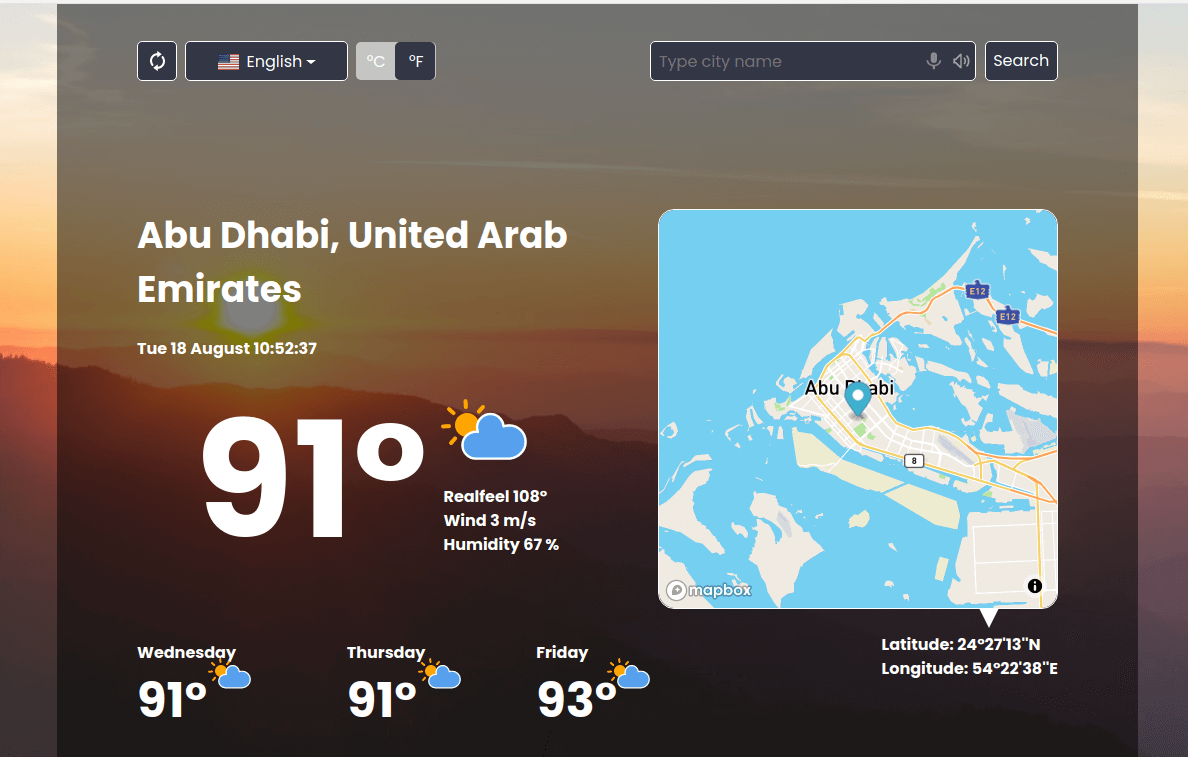 English
°C
°F
Type city name
Search
Abu Dhabi, United Arab
Emirates
Tue 18 August 10:52:37
91°
Realfeel 108°
Wind 3 m/s
Humidity 67 %
E12
E12
Abu Dhabi
8
mapbox
Latitude: 24°27'13"N
Longitude: 54°22'38"E
Wednesday
91°
Thursday
91°
Friday
93°